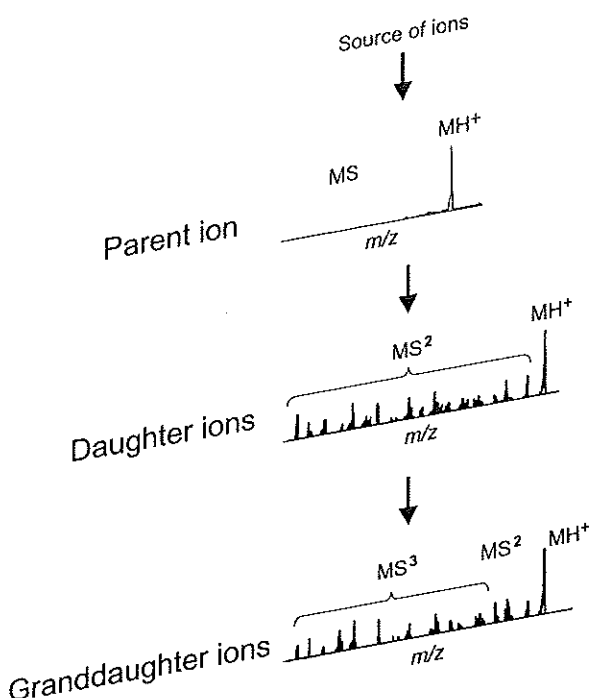 Source of ions
MH⁺
MS
Parent ion
m/z
MH⁺
MS²
Daughter ions
m/z
MS³
MS²
MH⁺
Granddaughter ions
m/z